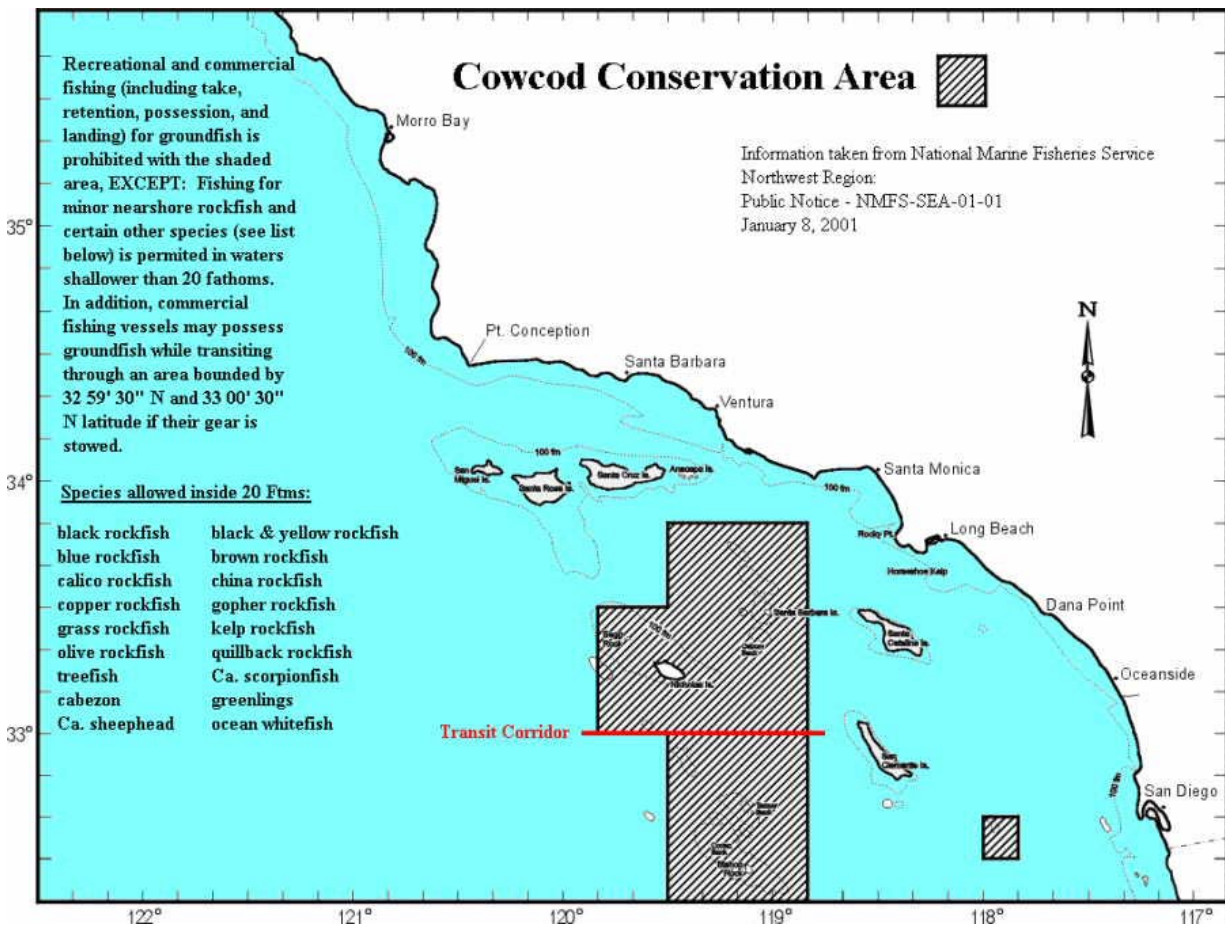 Cowcod Conservation Area
Recreational and commercial
fishing (including take,
retention, possession, and
landing) for groundfish is
prohibited with the shaded
area, EXCEPT: Fishing for
minor nearshore rockfish and
certain other species (see list
below) is permited in waters
shallower than 20 fathoms.
In addition, commercial
fishing vessels may possess
groundfish while transiting
through an area bounded by
32 59' 30" N and 33 00' 30"
N latitude if their gear is
stowed.
Species allowed inside 20 Ftms:
black rockfish black & yellow rockfish
blue rockfish brown rockfish
calico rockfish china rockfish
copper rockfish gopher rockfish
grass rockfish kelp rockfish
olive rockfish quillback rockfish
treefish Ca. scorpionfish
cabezon greenlings
Ca. sheephead ocean whitefish
Information taken from National Marine Fisheries Service
Northwest Region:
Public Notice - NMFS-SEA-01-01
January 8, 2001
N
Morro Bay
Pt. Conception
100 fm
Santa Barbara
Ventura
100 fm
San
Miguel Is.
Santa Rosa Is.
Santa Cruz Is.
Anacapa Is.
Santa Monica
100 fm
Rocky Pt.
Long Beach
Horseshoe Kelp
Dana Point
Santa Barbara Is.
Santa
Catalina Is.
100 fm
Begg
Rock
Nicholas Is.
Oceanside
Transit Corridor
San
Clemente Is.
100 fm
San Diego
Bishop
Rock
35°
34°
33°
122°
121°
120°
119°
118°
117°